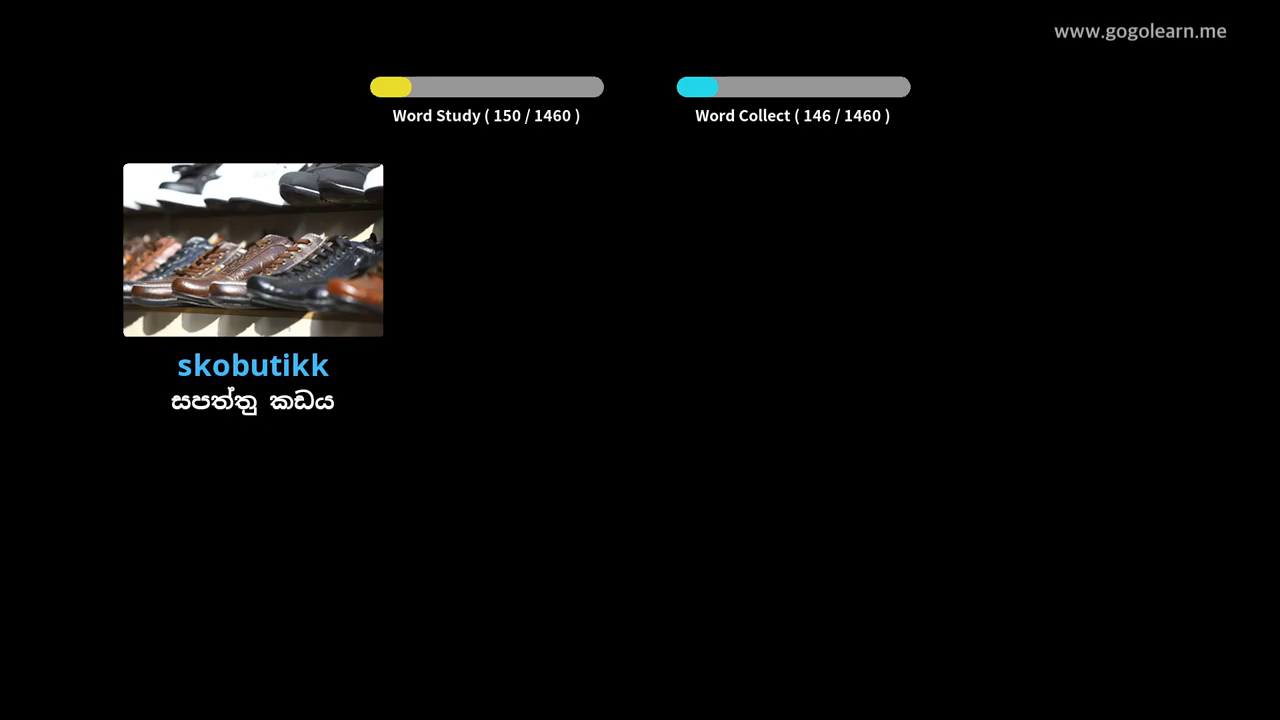 www.gogolearn.me
Word Study ( 150 / 1460 )
Word Collect ( 146 / 1460 )
skobutikk
සපත්තු කඩය